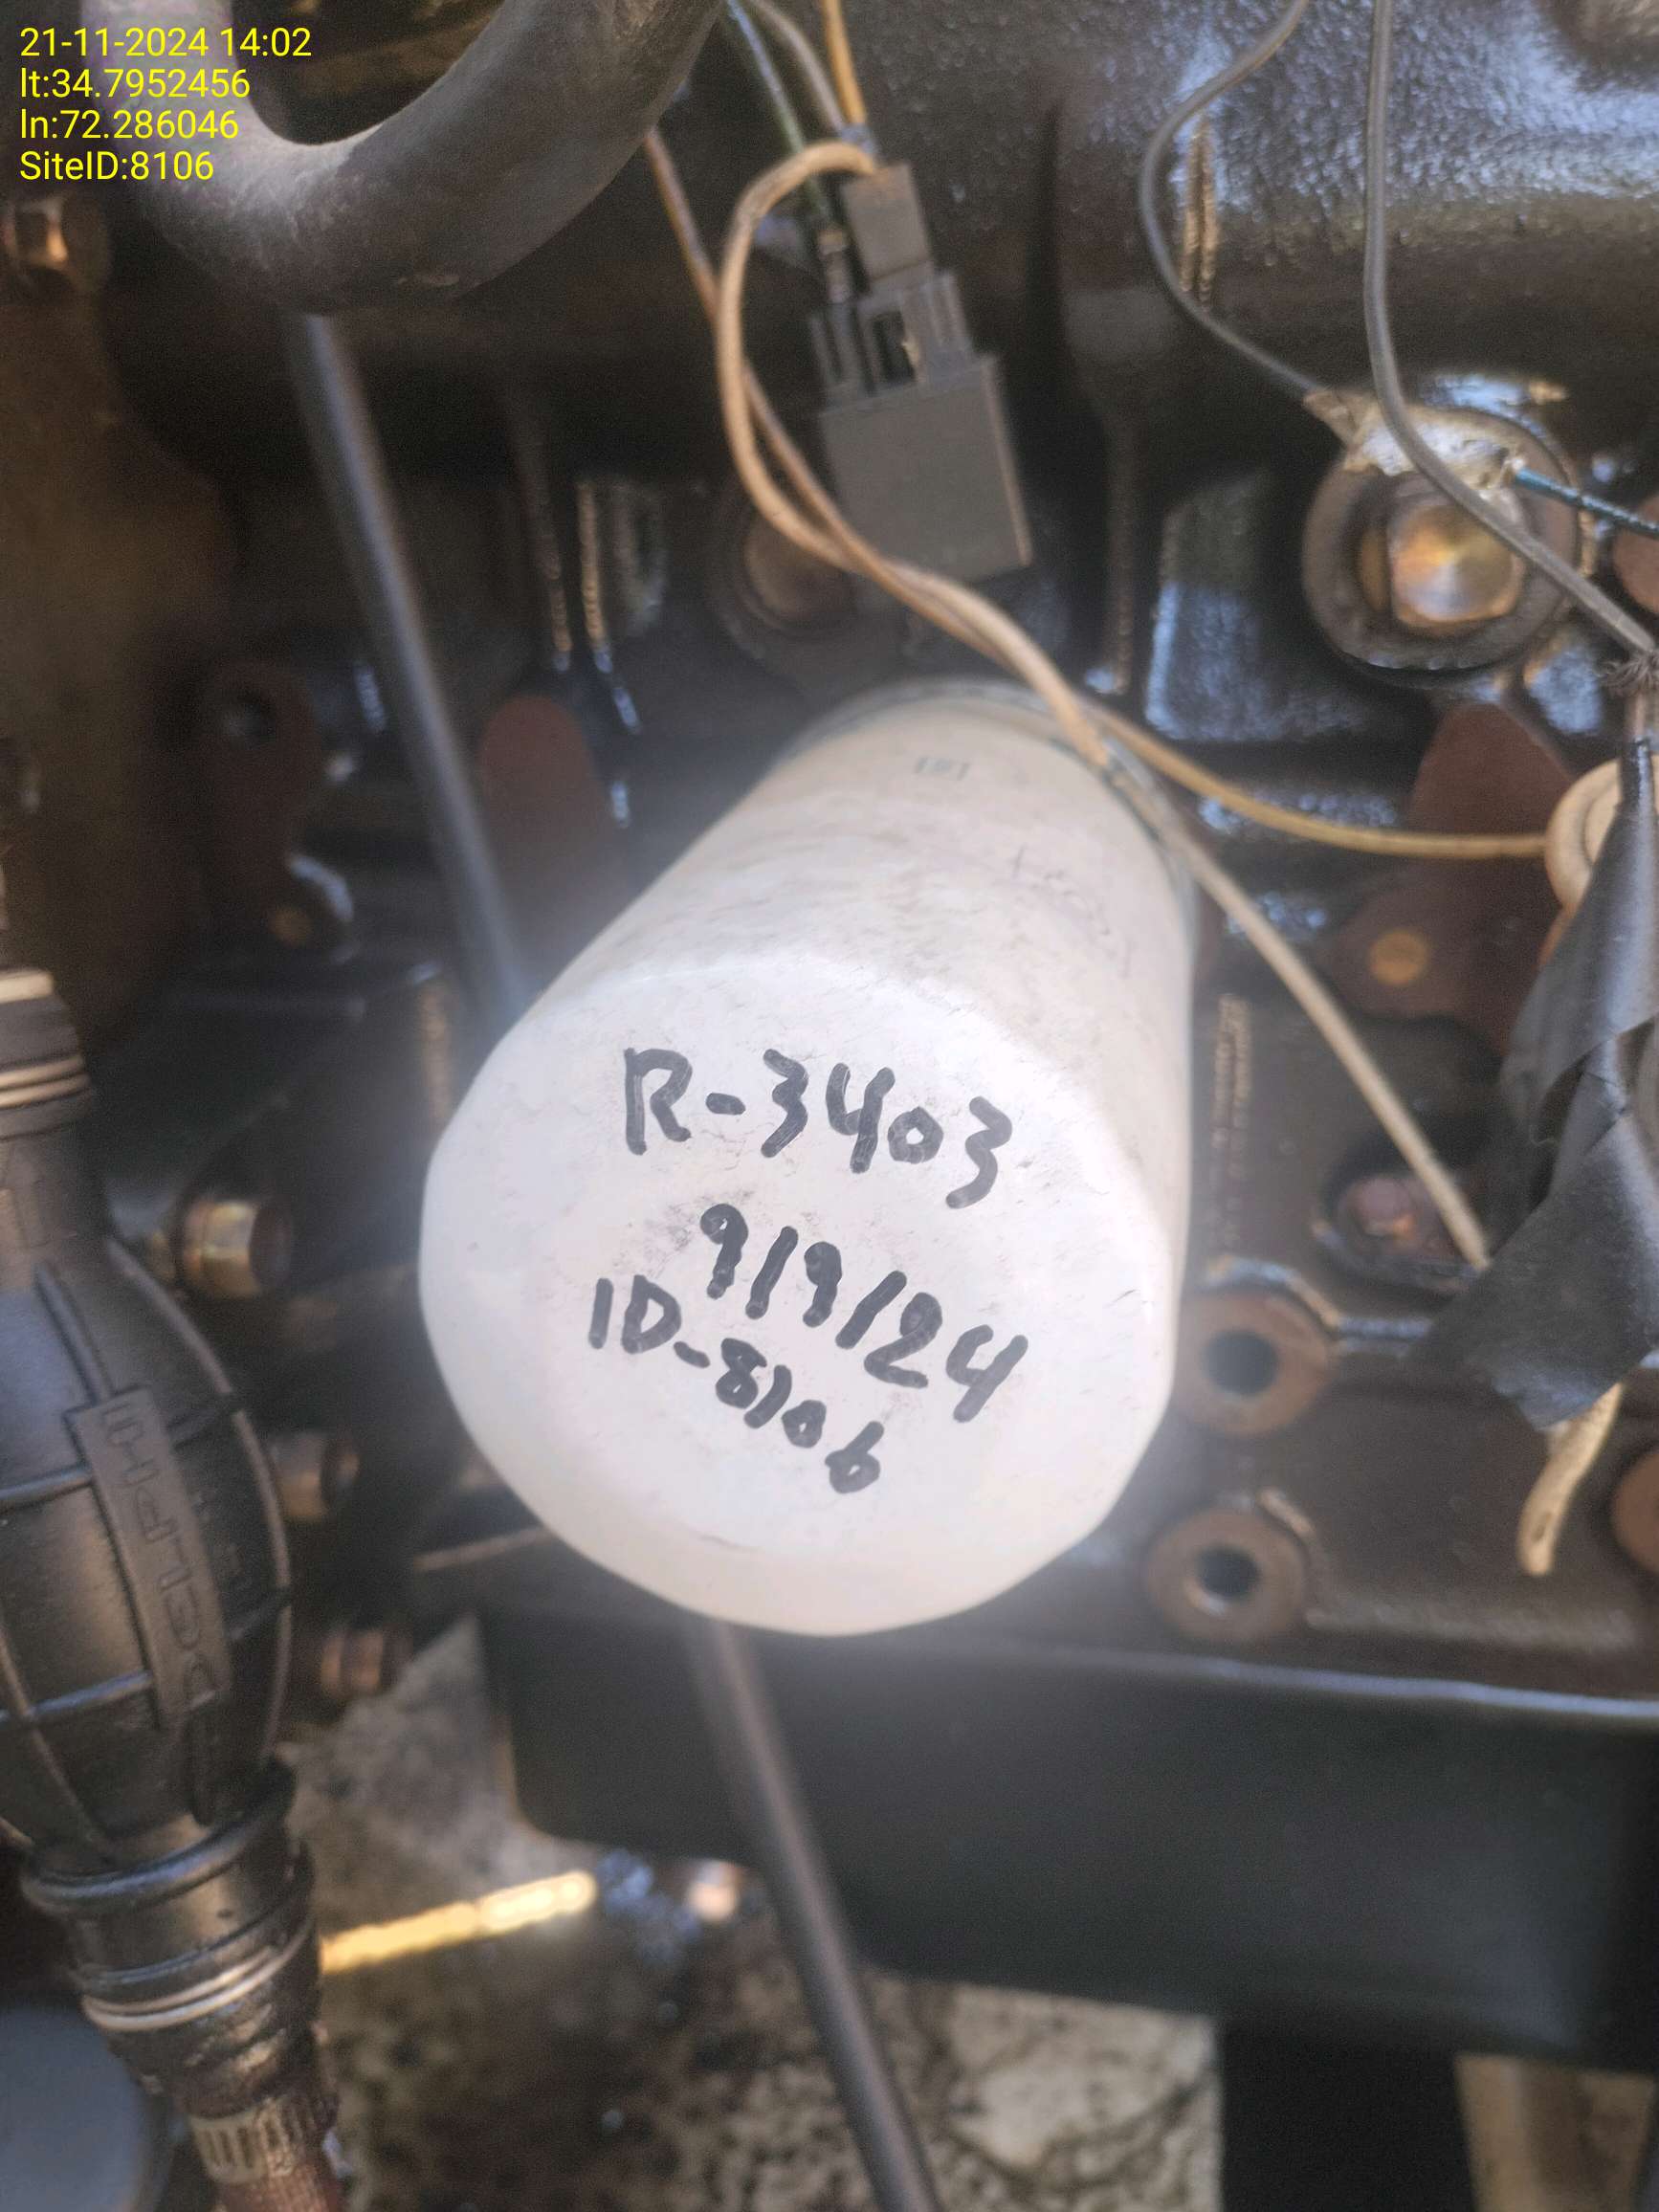 21-11-2024 14:02
lt:34.7952456
ln:72.286046
SiteID:8106
R-3403
9/9/24
ID-8106
DELPHI